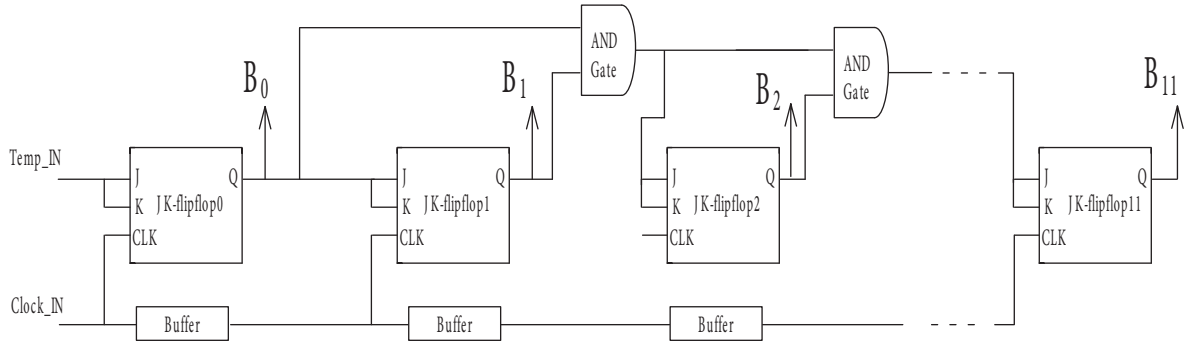 AND
Gate
AND
Gate
B0
B1
B2
B11
Temp_IN
J
Q
K
JK-flipflop0
CLK
J
Q
K
JK-flipflop1
CLK
J
Q
K
JK-flipflop2
CLK
J
Q
K
JK-flipflop11
CLK
Clock_IN
Buffer
Buffer
Buffer